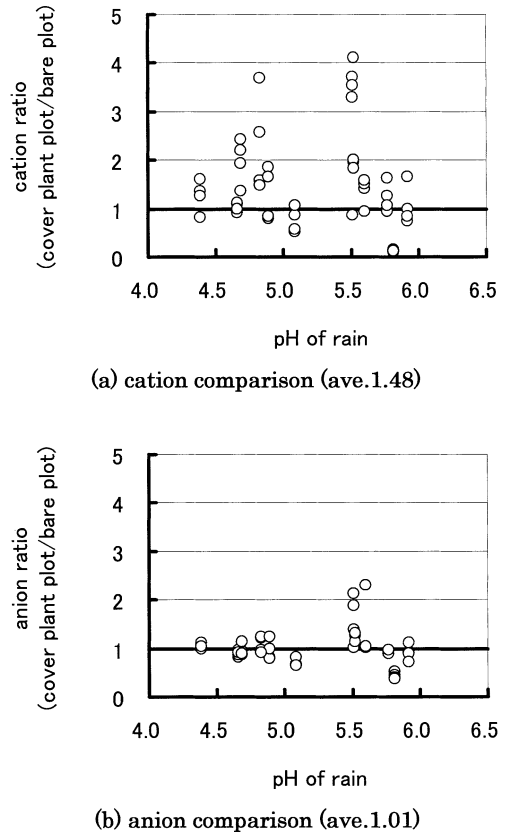 5
4
3
2
1
0
cation ratio
(cover plant plot/bare plot)
4.0 4.5 5.0 5.5 6.0 6.5
pH of rain
(a) cation comparison (ave.1.48)
5
4
3
2
1
0
anion ratio
(cover plant plot/bare plot)
4.0 4.5 5.0 5.5 6.0 6.5
pH of rain
(b) anion comparison (ave.1.01)